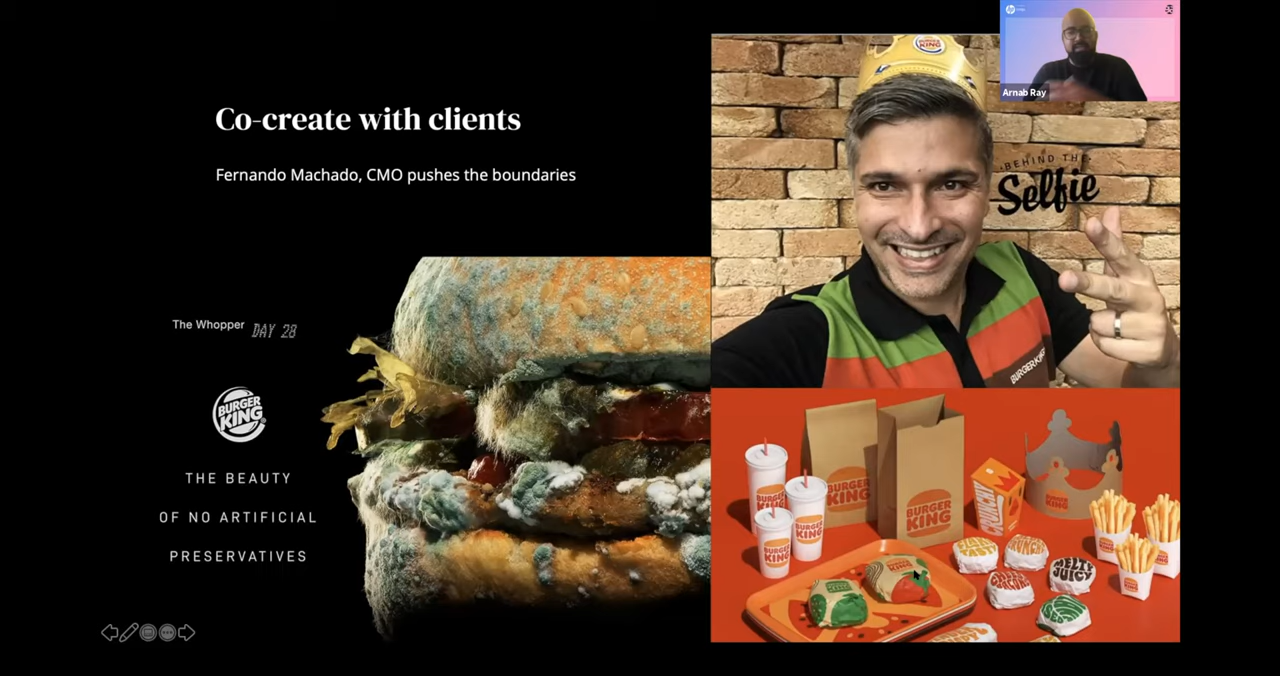 Co-create with clients
Fernando Machado, CMO pushes the boundaries
The Whopper DAY 28
BURGER
KING
THE BEAUTY
OF NO ARTIFICIAL
PRESERVATIVES
BURGER
KING
BEHIND THE
Selfie
BURGER KING
Arnab Ray
BURGER
KING
BURGER
KING
BURGER
KING
BURGER
KING
BURGER
KING
CRUNCHY
MELTY
JUICY